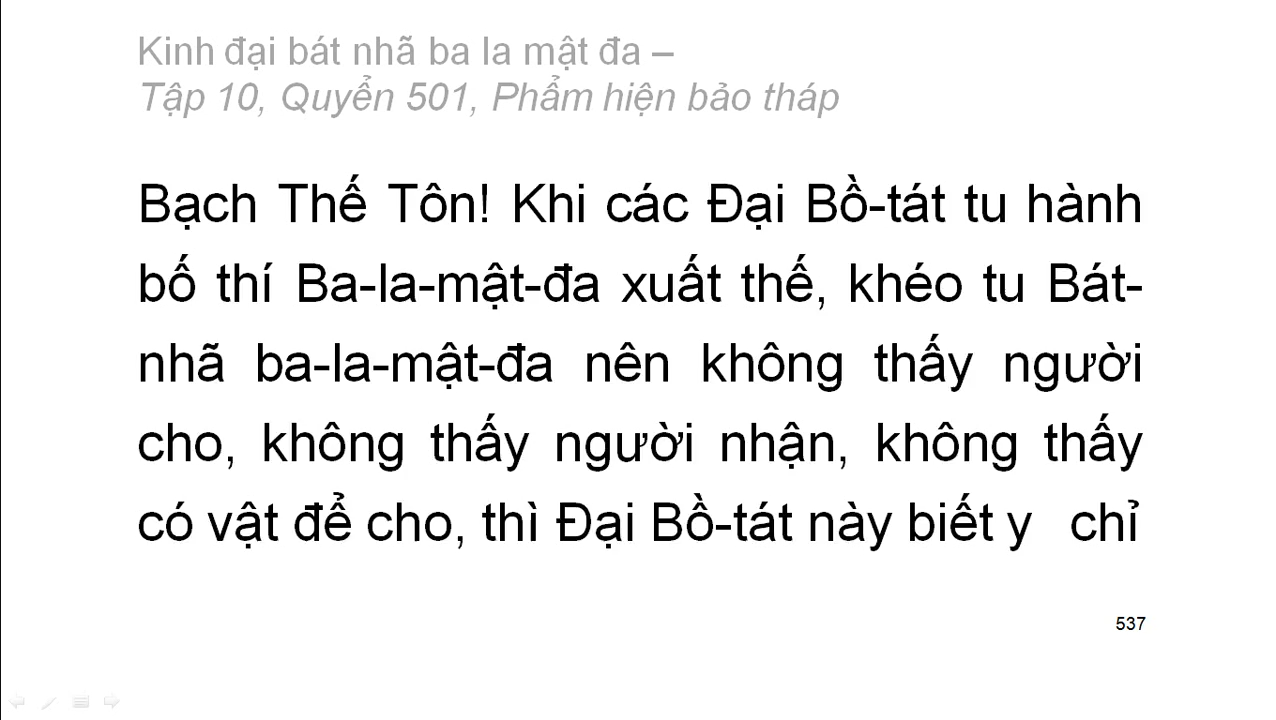 Kinh đại bát nhã ba la mật đa –
Tập 10, Quyển 501, Phẩm hiện bảo tháp
Bạch Thế Tôn! Khi các Đại Bồ-tát tu hành
bố thí Ba-la-mật-đa xuất thế, khéo tu Bát-
nhã ba-la-mật-đa nên không thấy người
cho, không thấy người nhận, không thấy
có vật để cho, thì Đại Bồ-tát này biết y chỉ
537